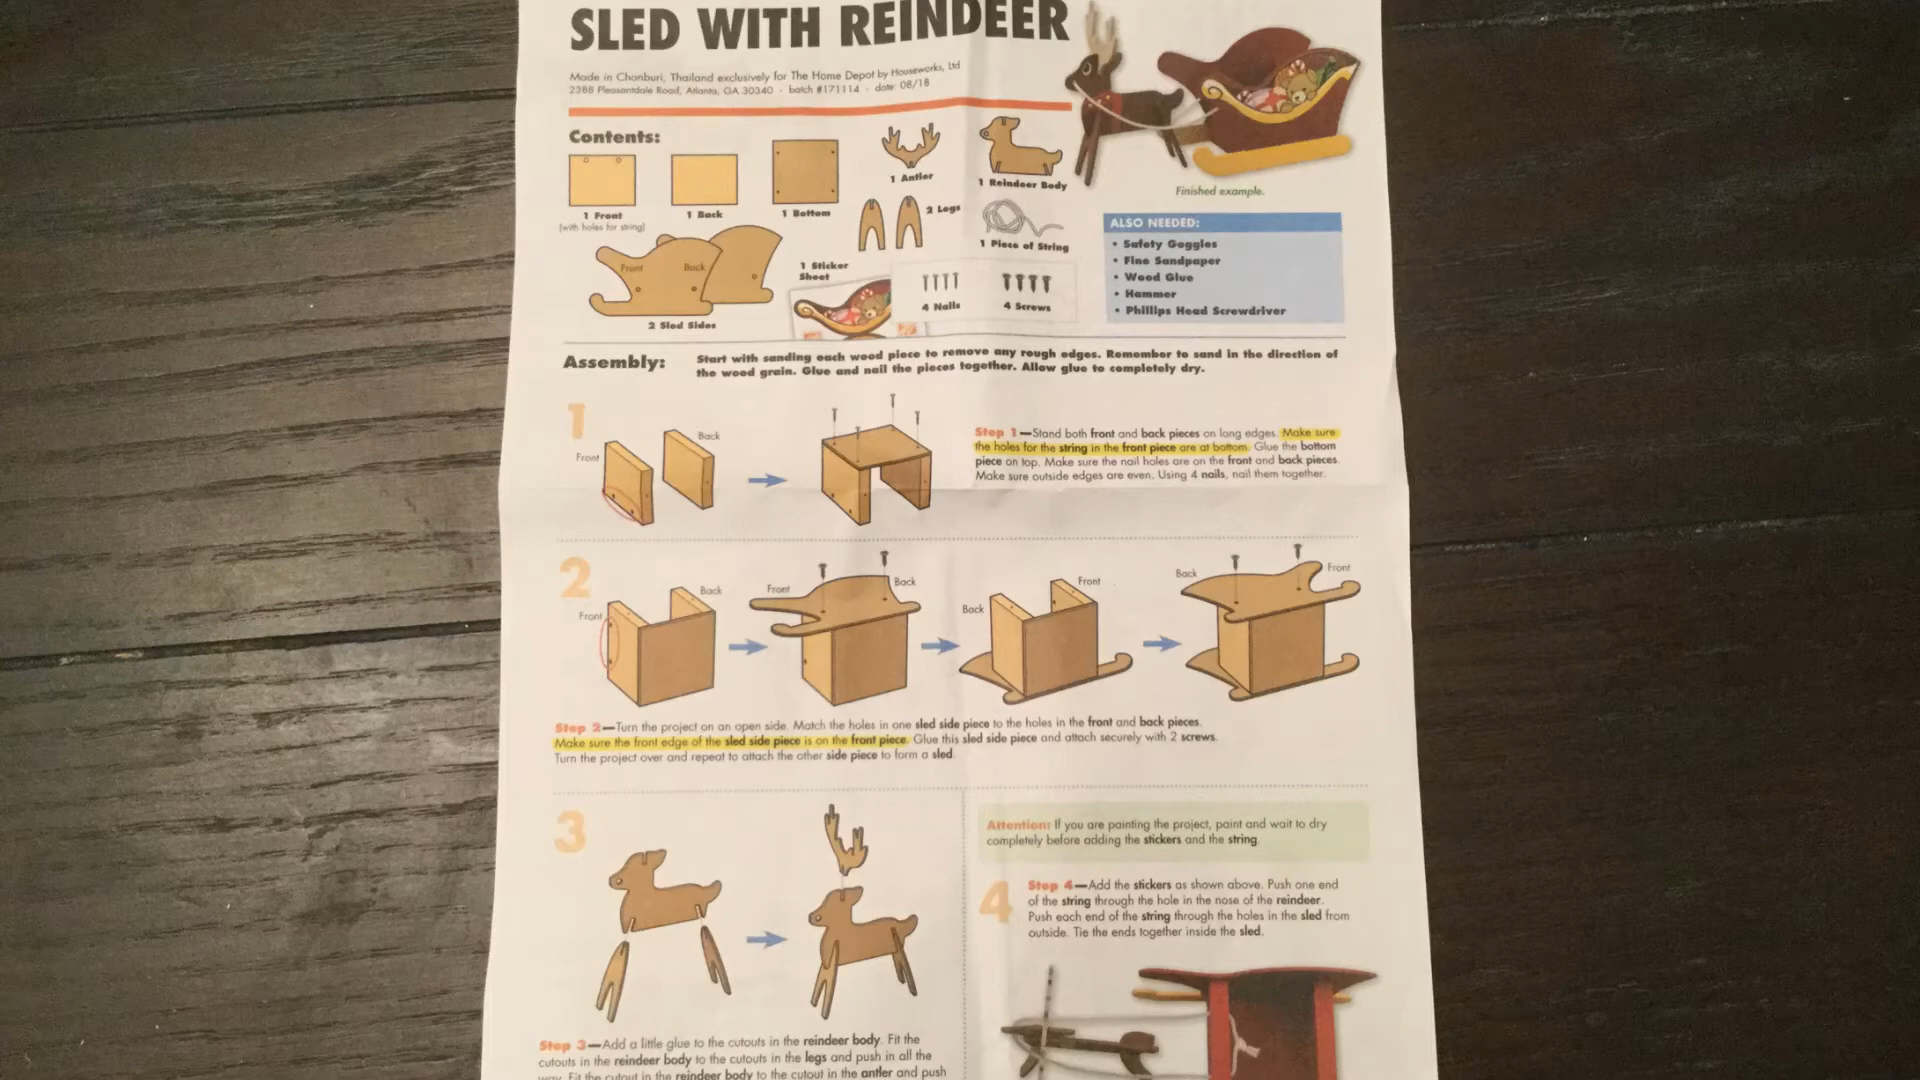 SLED WITH REINDEER
Made in Chonburi, Thailand exclusively for The Home Depot by Houseworks, Ltd
2388 Pleasantdale Road, Atlanta, GA 30340 · batch #171114 · date 08/18
Contents:
1 Front
(with holes for string)
1 Back
1 Bottom
1 Antler
1 Reindeer Body
2 Legs
1 Piece of String
Front
Back
2 Sled Sides
1 Sticker
Sheet
4 Nails
4 Screws
Finished example.
ALSO NEEDED:
• Safety Goggles
• Fine Sandpaper
• Wood Glue
• Hammer
• Phillips Head Screwdriver
Assembly:
Start with sanding each wood piece to remove any rough edges. Remember to sand in the direction of
the wood grain. Glue and nail the pieces together. Allow glue to completely dry.
1
Front
Back
Step 1—Stand both front and back pieces on long edges. Make sure
the holes for the string in the front piece are at bottom. Glue the bottom
piece on top. Make sure the nail holes are on the front and back pieces.
Make sure outside edges are even. Using 4 nails, nail them together.
2
Front
Back
Front
Back
Back
Front
Back
Front
Step 2—Turn the project on an open side. Match the holes in one sled side piece to the holes in the front and back pieces.
Make sure the front edge of the sled side piece is on the front piece. Glue this sled side piece and attach securely with 2 screws.
Turn the project over and repeat to attach the other side piece to form a sled.
3
Step 3—Add a little glue to the cutouts in the reindeer body. Fit the
cutouts in the reindeer body to the cutouts in the legs and push in all the
way. Fit the cutout in the reindeer body to the cutout in the antler and push
Attention: If you are painting the project, paint and wait to dry
completely before adding the stickers and the string.
4
Step 4—Add the stickers as shown above. Push one end
of the string through the hole in the nose of the reindeer.
Push each end of the string through the holes in the sled from
outside. Tie the ends together inside the sled.